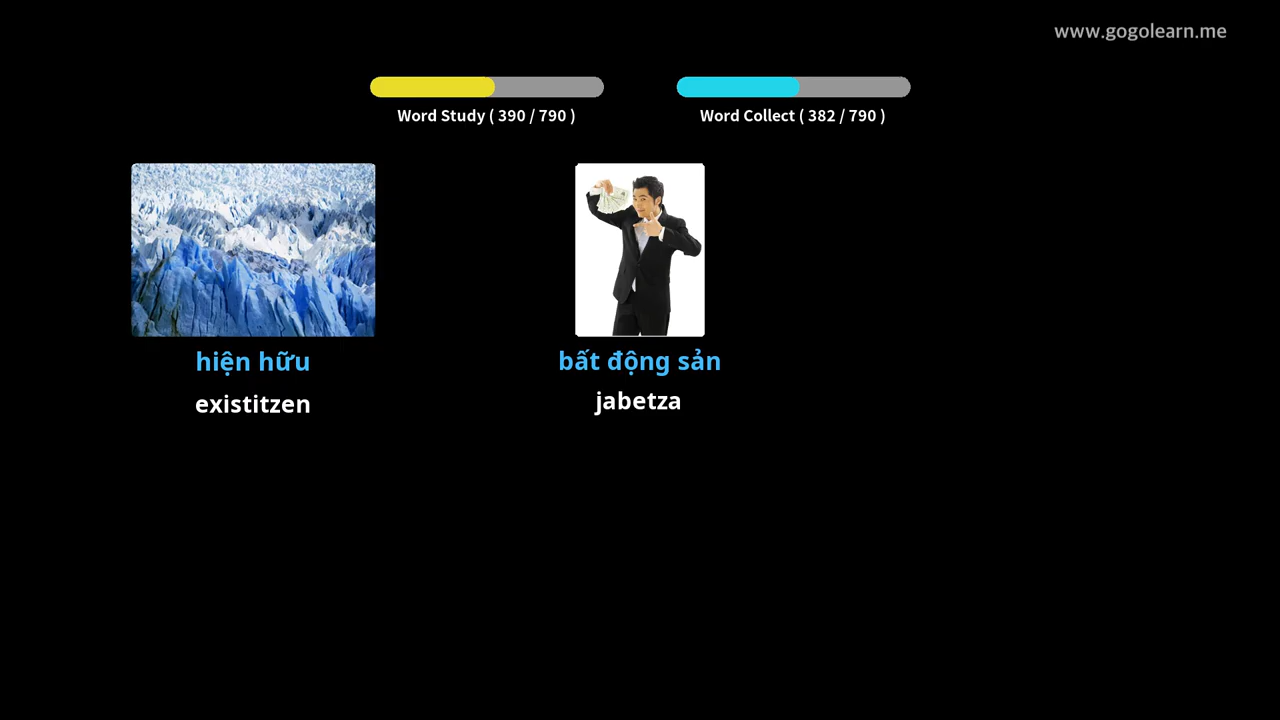 www.gogolearn.me
Word Study ( 390 / 790 )
Word Collect ( 382 / 790 )
hiện hữu
existitzen
bất động sản
jabetza